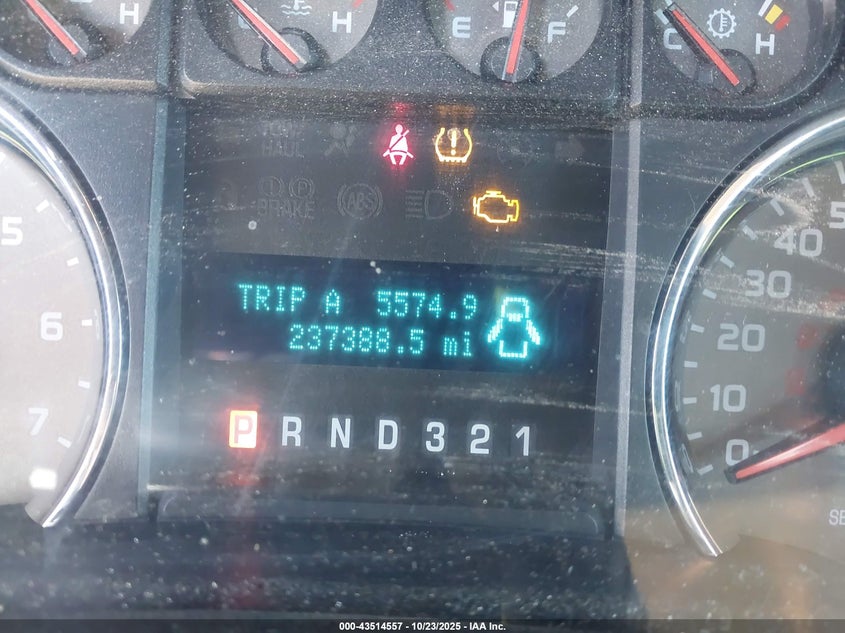 H
H
E F
C H
TOW
HAUL
BRAKE ABS
TRIP A 5574.9
237388.5 mi
P R N D 3 2 1
5
6
7
40
30
20
10
0
000-43514557 - 10/23/2025 - IAA Inc.